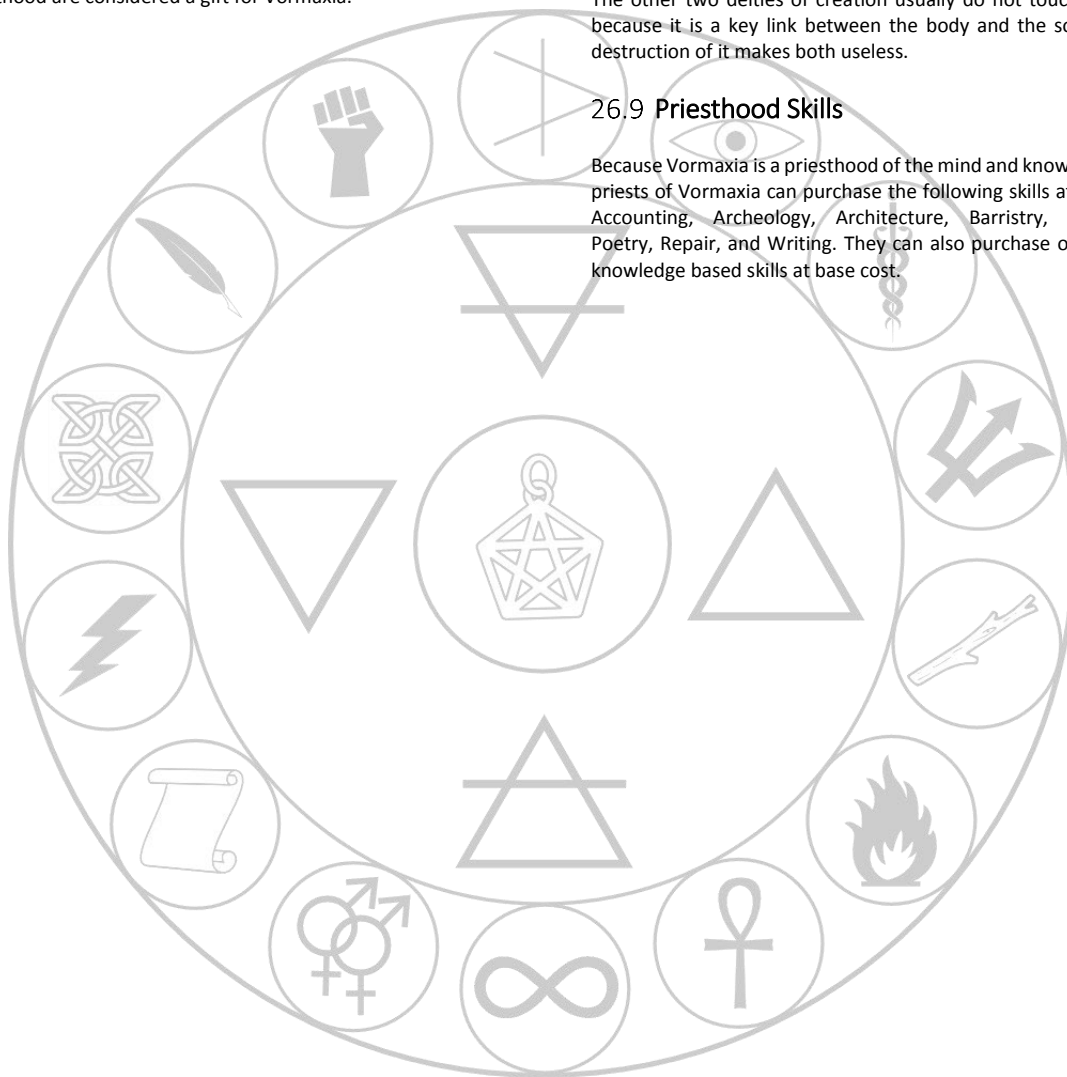 hood are considered a gift for Vormaxia.
The other two deities of creation usually do not touc
because it is a key link between the body and the so
destruction of it makes both useless.
26.9 Priesthood Skills
Because Vormaxia is a priesthood of the mind and know
priests of Vormaxia can purchase the following skills a
Accounting, Archeology, Architecture, Barristry,
Poetry, Repair, and Writing. They can also purchase o
knowledge based skills at base cost.